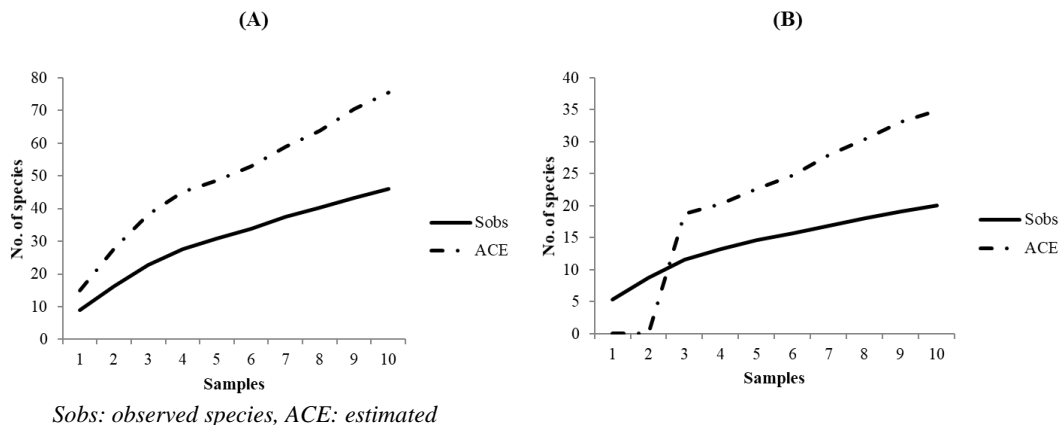 (A)
80
70
60
50
40
30
20
10
0
No. of species
1 2 3 4 5 6 7 8 9 10
Samples
Sobs
ACE
(B)
40
35
30
25
20
15
10
5
0
No. of species
1 2 3 4 5 6 7 8 9 10
Samples
Sobs
ACE
Sobs: observed species, ACE: estimated